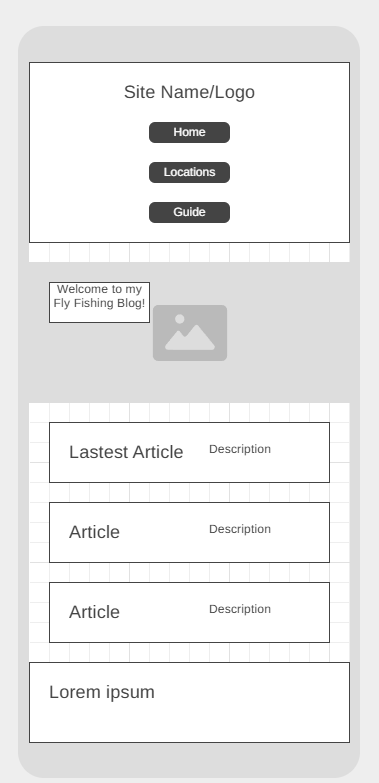 Site Name/Logo
Home
Locations
Guide
Welcome to my
Fly Fishing Blog!
Lastest Article
Description
Article
Description
Article
Description
Lorem ipsum